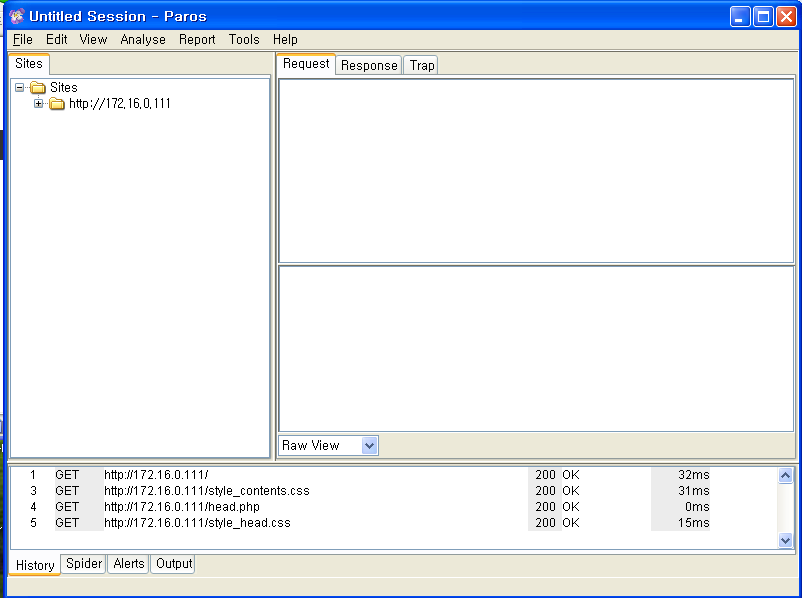 Untitled Session - Paros
File Edit View Analyse Report Tools Help
Sites
Request Response Trap
Sites
http://172.16.0.111
Raw View
1 GET http://172.16.0.111/ 200 OK 32ms
3 GET http://172.16.0.111/style_contents.css 200 OK 31ms
4 GET http://172.16.0.111/head.php 200 OK 0ms
5 GET http://172.16.0.111/style_head.css 200 OK 15ms
History Spider Alerts Output